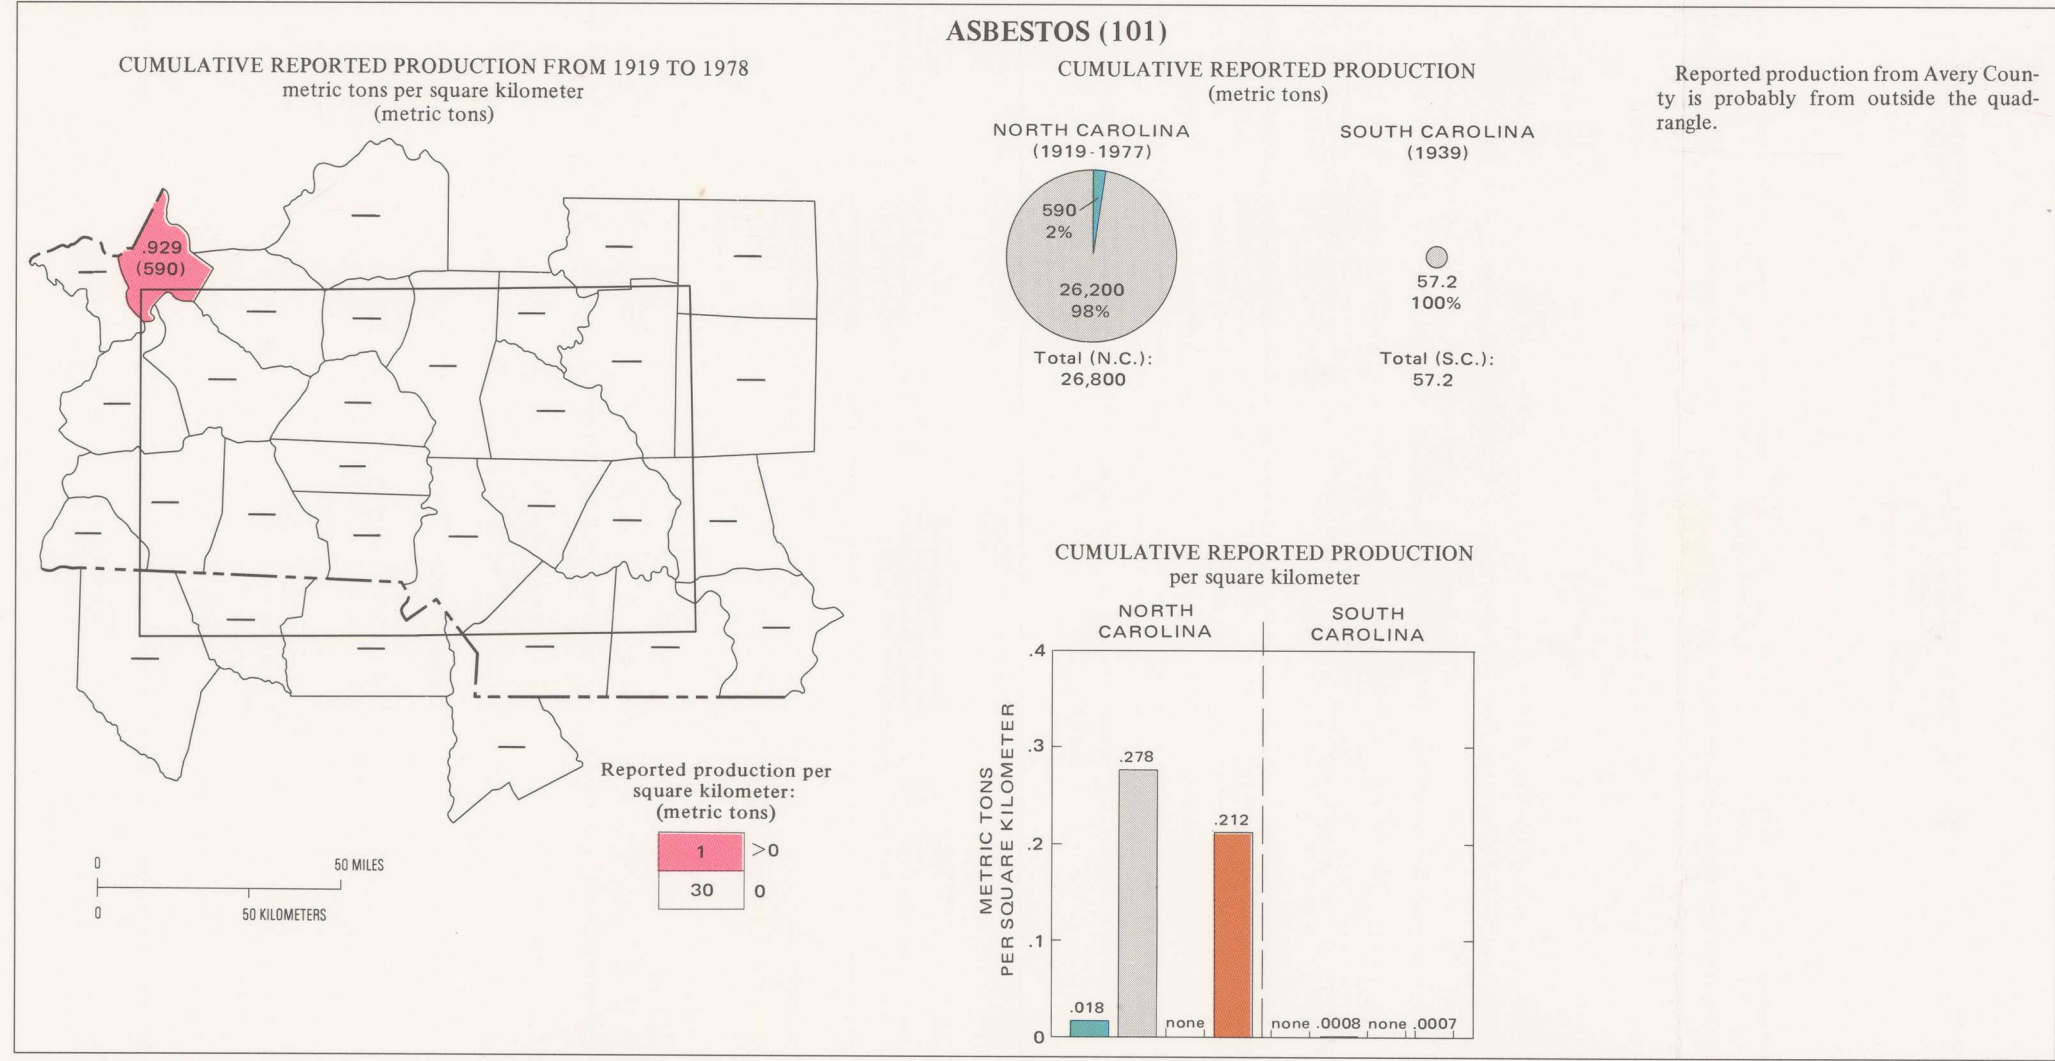 ASBESTOS (101)
CUMULATIVE REPORTED PRODUCTION FROM 1919 TO 1978
metric tons per square kilometer
(metric tons)
.929
(590)
Reported production per
square kilometer:
(metric tons)
1 >0
30 0
0 50 MILES
0 50 KILOMETERS
CUMULATIVE REPORTED PRODUCTION
(metric tons)
NORTH CAROLINA
(1919-1977)
590
2%
26,200
98%
Total (N.C.):
26,800
SOUTH CAROLINA
(1939)
57.2
100%
Total (S.C.):
57.2
CUMULATIVE REPORTED PRODUCTION
per square kilometer
NORTH
CAROLINA
SOUTH
CAROLINA
METRIC TONS
PER SQUARE KILOMETER
.4
.3
.2
.1
0
.018
.278
none
.212
none .0008 none .0007
Reported production from Avery Coun-
ty is probably from outside the quad-
rangle.